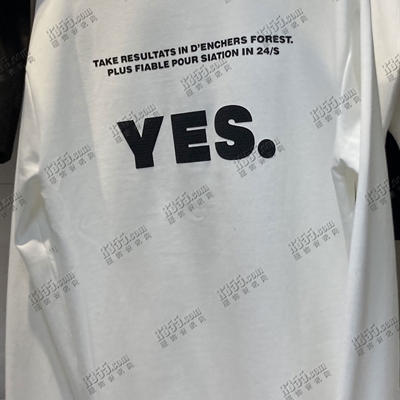 TAKE RESULTATS IN D'ENCHERS FOREST.
PLUS FIABLE POUR SIATION IN 24/S
YES.